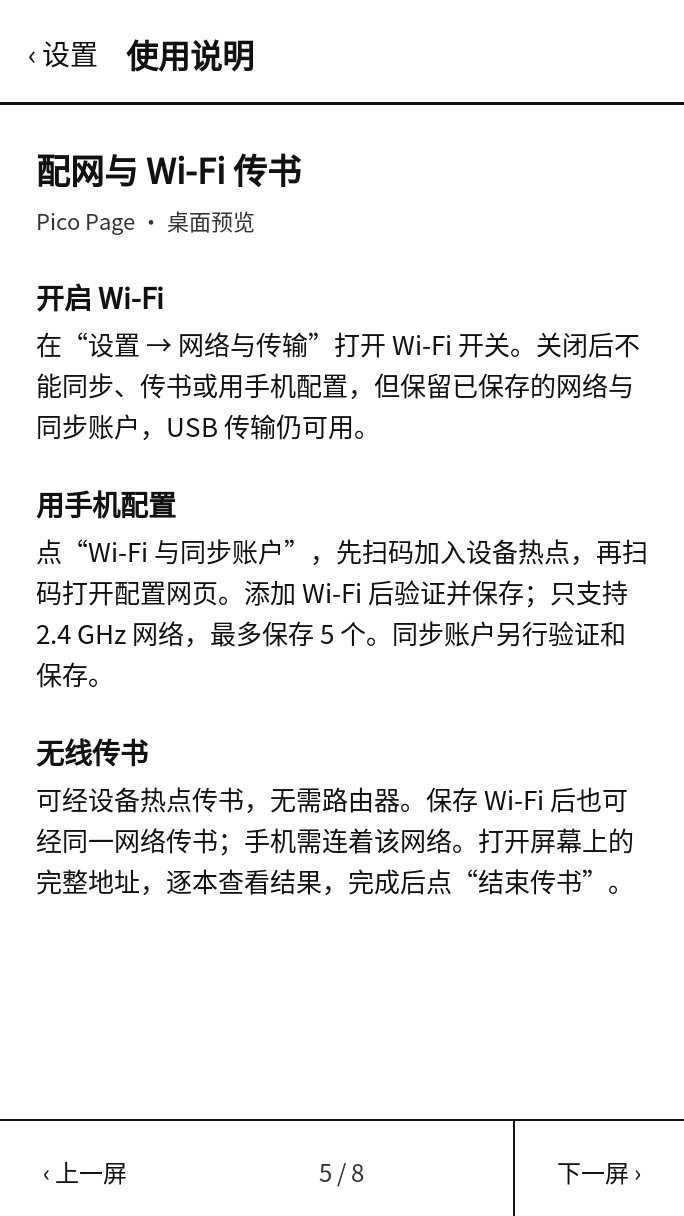 ‹ 设置 使用说明
配网与 Wi-Fi 传书
Pico Page · 桌面预览
开启 Wi-Fi
在“设置 → 网络与传输”打开 Wi-Fi 开关。关闭后不
能同步、传书或用手机配置，但保留已保存的网络与
同步账户，USB 传输仍可用。
用手机配置
点“Wi-Fi 与同步账户”，先扫码加入设备热点，再扫
码打开配置网页。添加 Wi-Fi 后验证并保存；只支持
2.4 GHz 网络，最多保存 5 个。同步账户另行验证和
保存。
无线传书
可经设备热点传书，无需路由器。保存 Wi-Fi 后也可
经同一网络传书；手机需连着该网络。打开屏幕上的
完整地址，逐本查看结果，完成后点“结束传书”。
‹ 上一屏 5 / 8 下一屏 ›